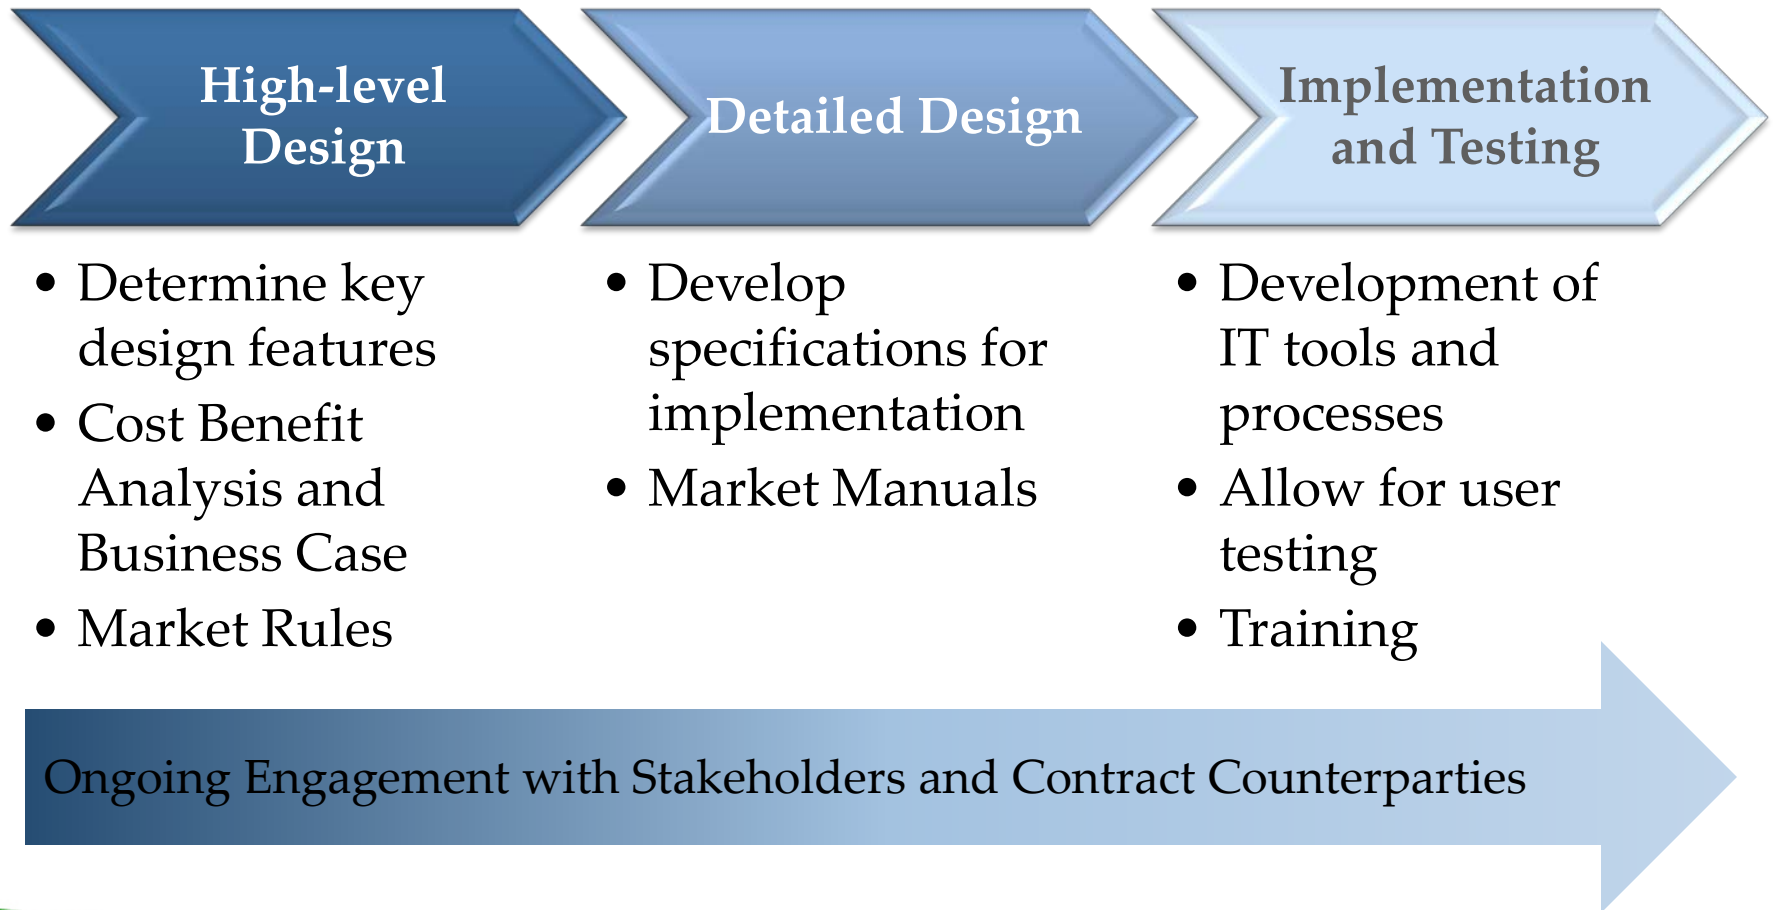 High-level
Design
Detailed Design
Implementation
and Testing
• Determine key
design features
• Cost Benefit
Analysis and
Business Case
• Market Rules
• Develop
specifications for
implementation
• Market Manuals
• Development of
IT tools and
processes
• Allow for user
testing
• Training
Ongoing Engagement with Stakeholders and Contract Counterparties